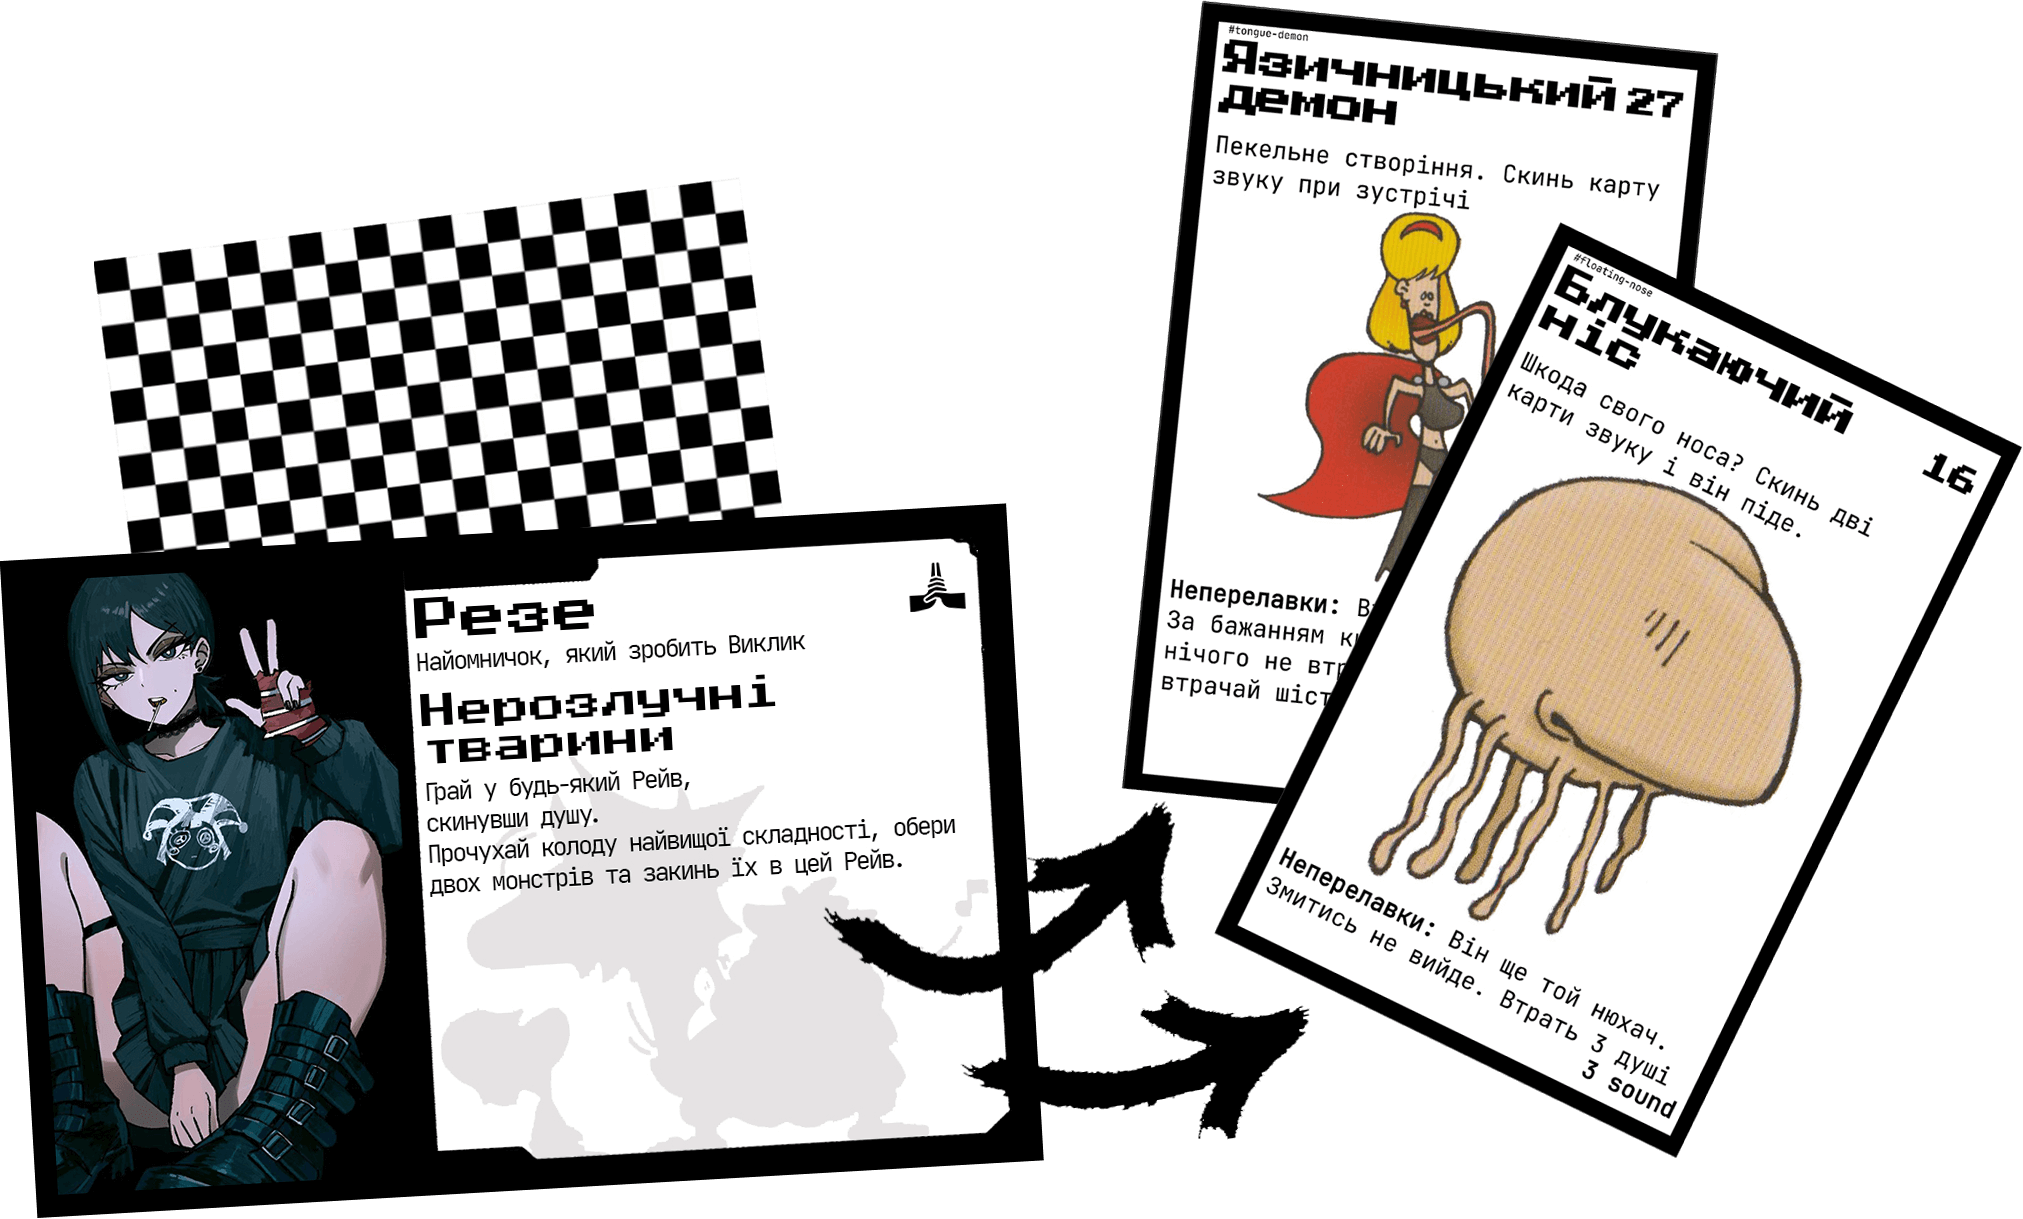 Резе
Найомничок, який зробить Виклик
Нерозлучні
тварини
Грай у будь-який Рейв,
скинувши душу.
Прочухай колоду найвищої складності, обери
двох монстрів та закинь їх в цей Рейв.
#tongue-demon
Язичницький 27
демон
Пекельне створіння. Скинь карту
звуку при зустрічі
Неперелавки:
За бажанням
нічого не
втрачай
#floating-nose
Блукаючий
ніс
16
Шкода свого носа? Скинь дві
карти звуку і він піде.
Неперелавки: Він ще той нюхач.
Змитись не вийде. Втрать 3 душі
3 sound